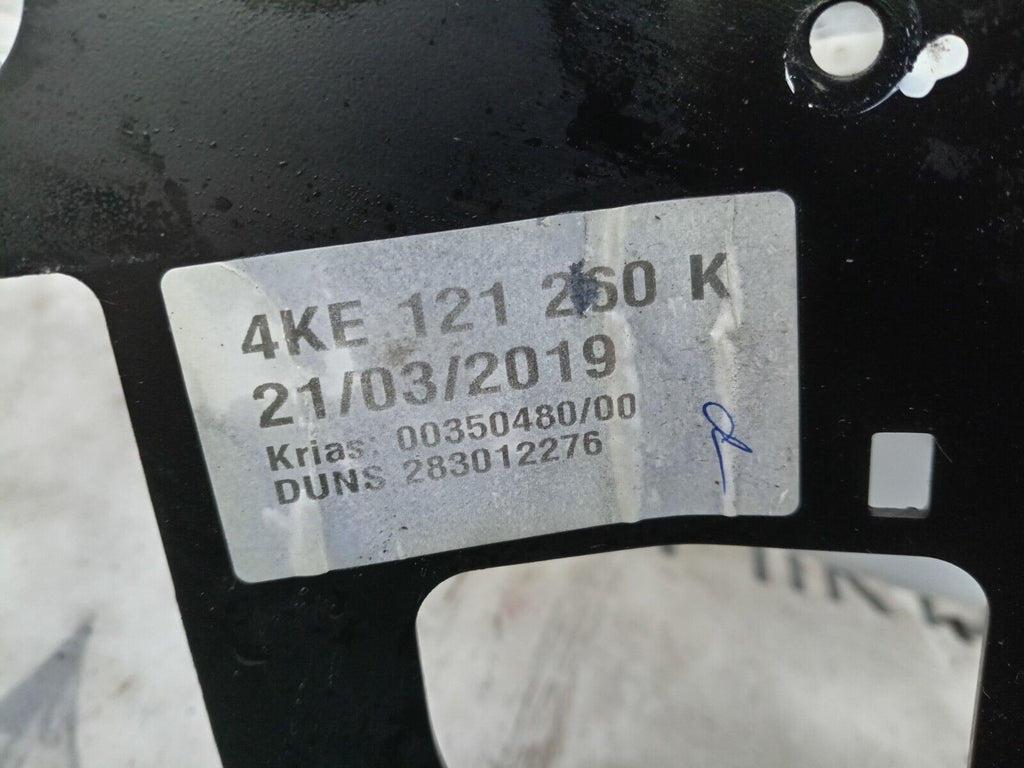 4KE 121 260 K
21/03/2019
Krias: 00350480/00
DUNS 283012276